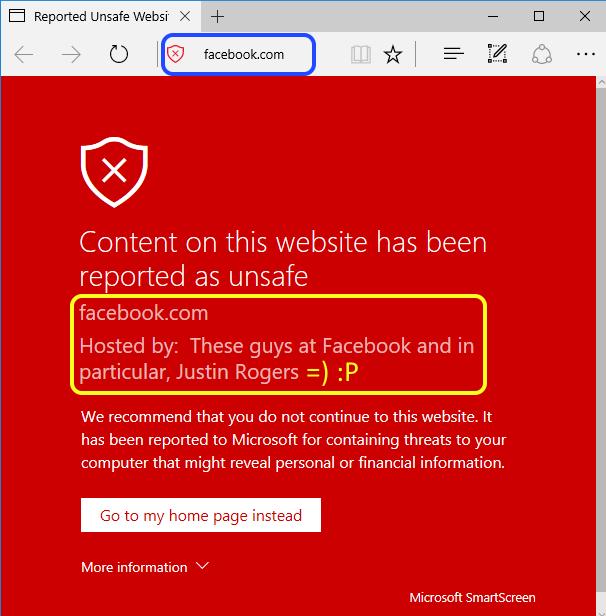 Reported Unsafe Websi
facebook.com
Content on this website has been
reported as unsafe
facebook.com
Hosted by:  These guys at Facebook and in
particular, Justin Rogers =) :P
We recommend that you do not continue to this website. It
has been reported to Microsoft for containing threats to your
computer that might reveal personal or financial information.
Go to my home page instead
More information
Microsoft SmartScreen